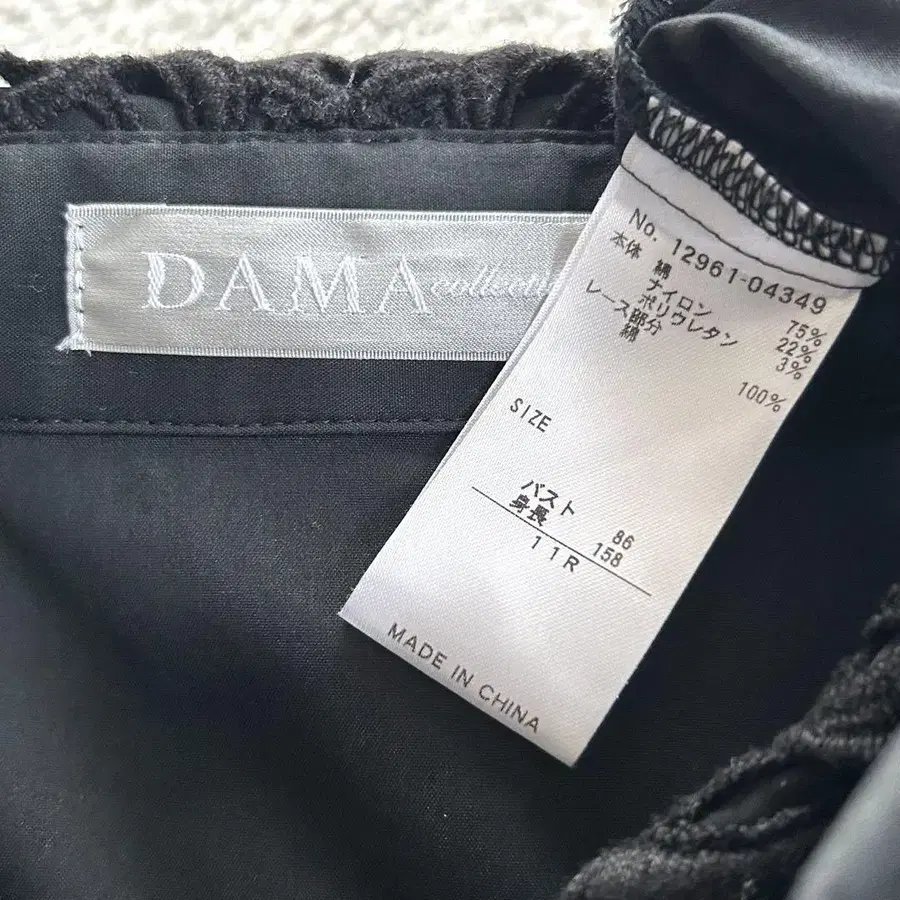 DAMA collecti
No. 12961-04349
本体 綿 75%
ナイロン 22%
ポリウレタン 3%
レース部分
綿 100%
SIZE
バスト 86
身長 158
11R
MADE IN CHINA